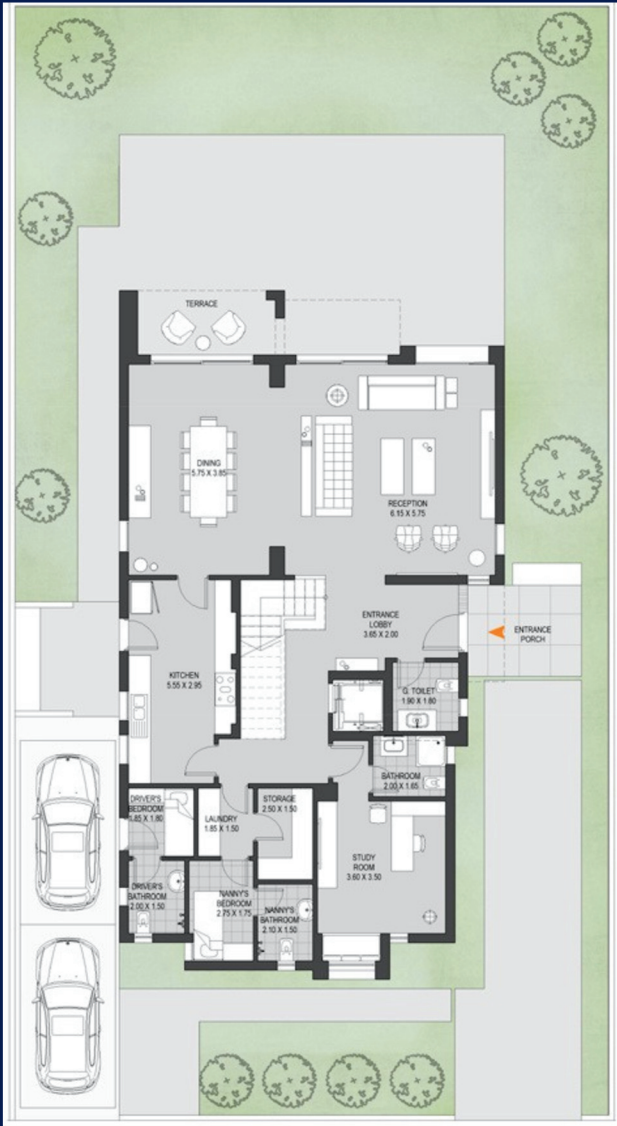 TERRACE
DINING
5.75 X 3.85
RECEPTION
6.15 X 5.75
ENTRANCE
LOBBY
3.65 X 2.00
ENTRANCE
PORCH
KITCHEN
5.55 X 2.95
G. TOILET
1.90 X 1.80
BATHROOM
2.00 X 1.65
DRIVER'S
BEDROOM
1.85 X 1.80
LAUNDRY
1.85 X 1.50
STORAGE
2.50 X 1.50
STUDY
ROOM
3.60 X 3.50
DRIVER'S
BATHROOM
2.00 X 1.50
NANNY'S
BEDROOM
2.75 X 1.75
NANNY'S
BATHROOM
2.10 X 1.50